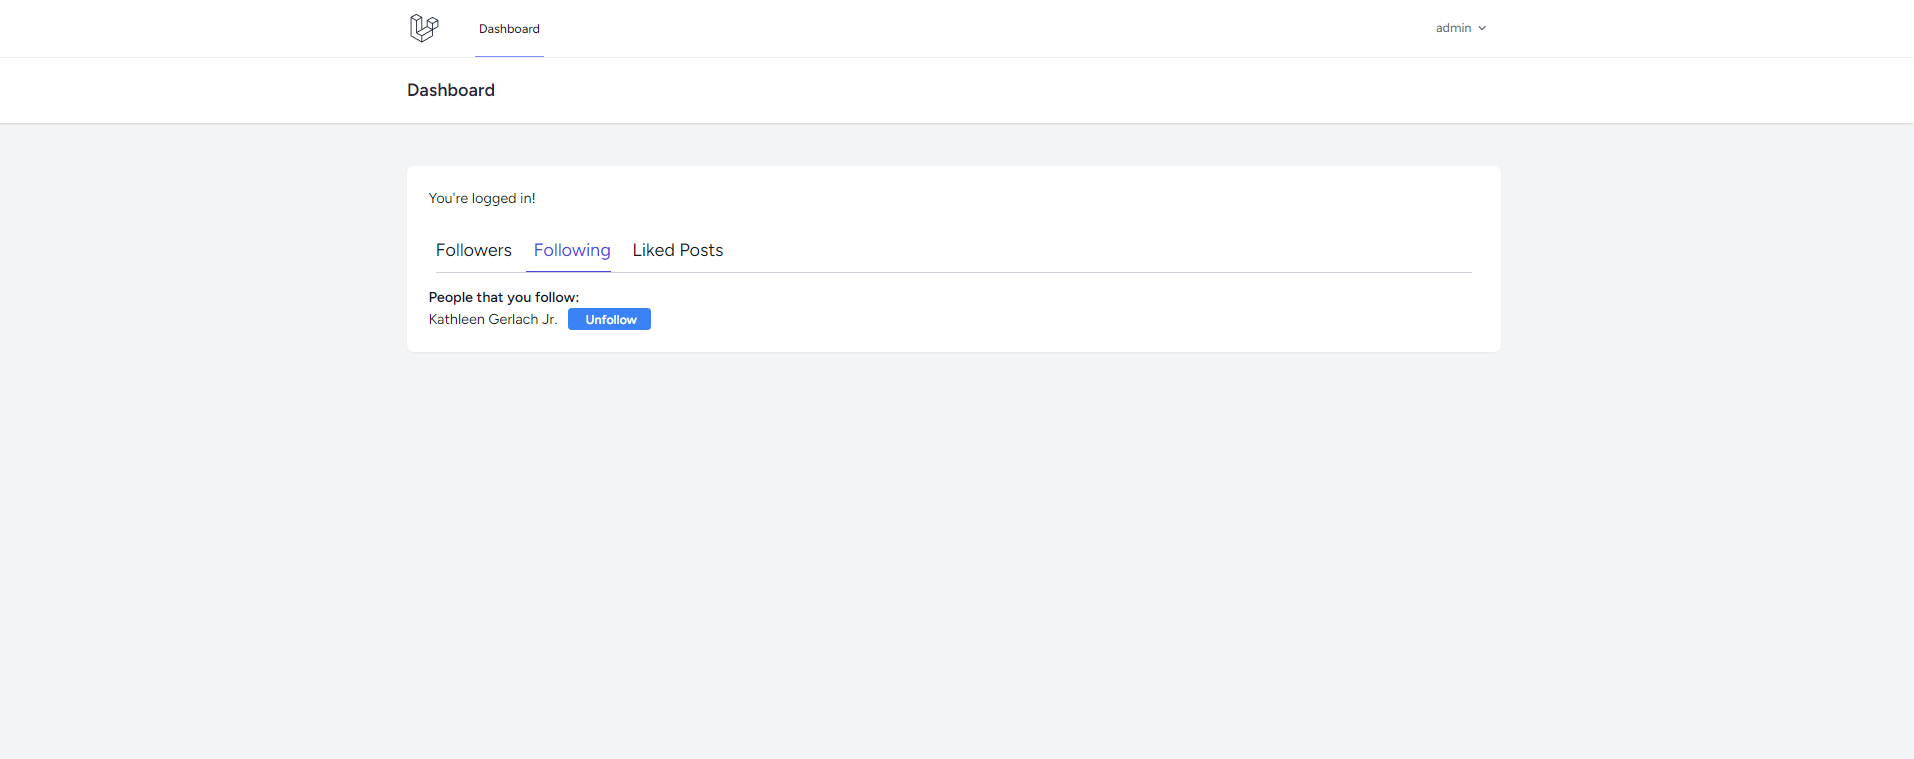 Dashboard
admin
Dashboard
You're logged in!
Followers Following Liked Posts
People that you follow:
Kathleen Gerlach Jr. Unfollow